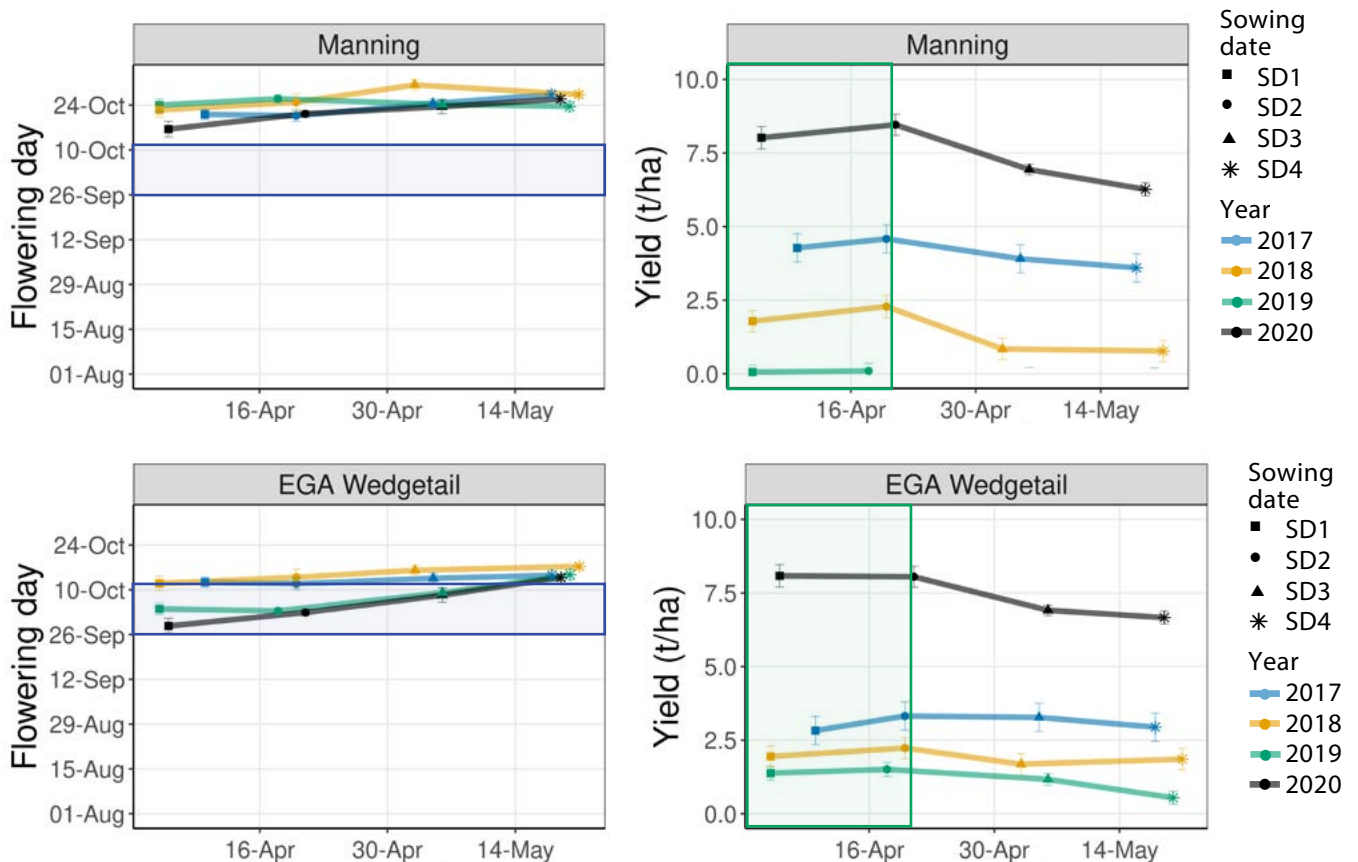 Manning
Flowering day
24-Oct
10-Oct
26-Sep
12-Sep
29-Aug
15-Aug
01-Aug
16-Apr
30-Apr
14-May
Manning
Yield (t/ha)
10.0
7.5
5.0
2.5
0.0
16-Apr
30-Apr
14-May
Sowing
date
SD1
SD2
SD3
SD4
Year
2017
2018
2019
2020
EGA Wedgetail
Flowering day
24-Oct
10-Oct
26-Sep
12-Sep
29-Aug
15-Aug
01-Aug
16-Apr
30-Apr
14-May
EGA Wedgetail
Yield (t/ha)
10.0
7.5
5.0
2.5
0.0
16-Apr
30-Apr
14-May
Sowing
date
SD1
SD2
SD3
SD4
Year
2017
2018
2019
2020